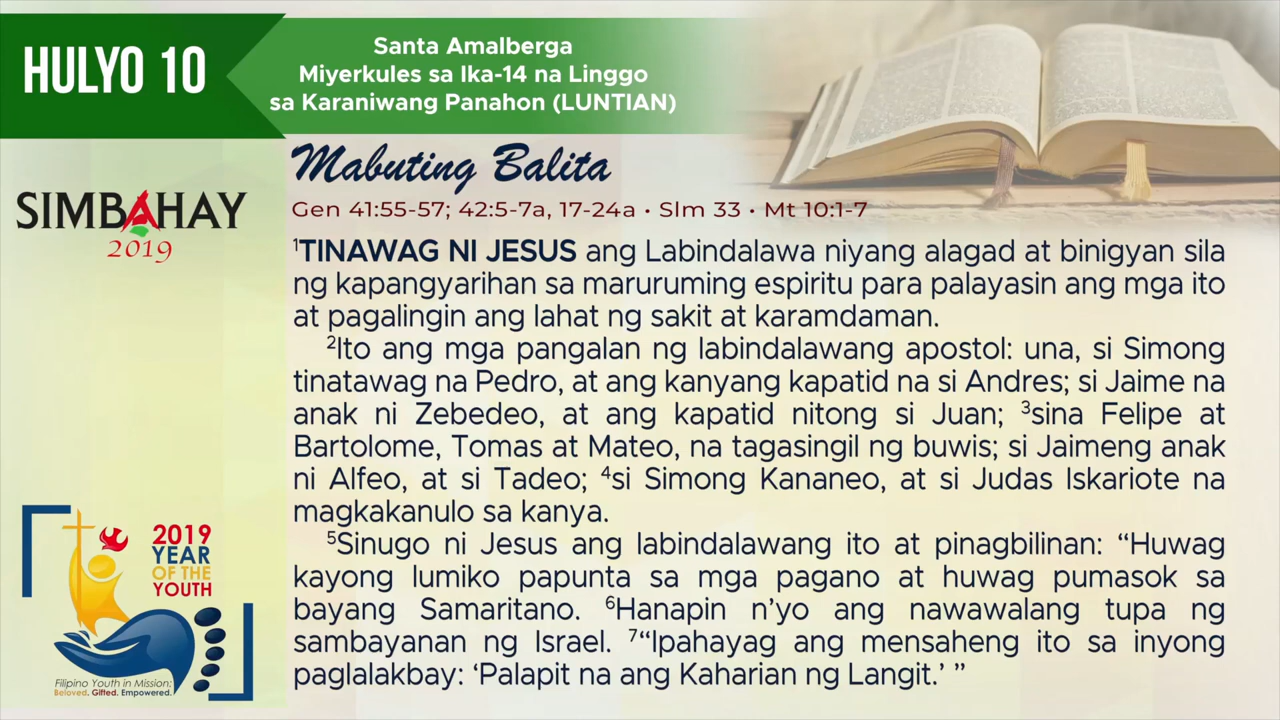 HULYO 10
Santa Amalberga
Miyerkules sa Ika-14 na Linggo
sa Karaniwang Panahon (LUNTIAN)
SIMBAHAY
2019
Mabuting Balita
Gen 41:55-57; 42:5-7a, 17-24a • Slm 33 • Mt 10:1-7
¹TINAWAG NI JESUS ang Labindalawa niyang alagad at binigyan sila
ng kapangyarihan sa maruruming espiritu para palayasin ang mga ito
at pagalingin ang lahat ng sakit at karamdaman.
²Ito ang mga pangalan ng labindalawang apostol: una, si Simong
tinatawag na Pedro, at ang kanyang kapatid na si Andres; si Jaime na
anak ni Zebedeo, at ang kapatid nitong si Juan; ³sina Felipe at
Bartolome, Tomas at Mateo, na tagasingil ng buwis; si Jaimeng anak
ni Alfeo, at si Tadeo; ⁴si Simong Kananeo, at si Judas Iskariote na
magkakanulo sa kanya.
⁵Sinugo ni Jesus ang labindalawang ito at pinagbilinan: “Huwag
kayong lumiko papunta sa mga pagano at huwag pumasok sa
bayang Samaritano. ⁶Hanapin n’yo ang nawawalang tupa ng
sambayanan ng Israel. ⁷“Ipahayag ang mensaheng ito sa inyong
paglalakbay: ‘Palapit na ang Kaharian ng Langit.’ ”
2019
YEAR
OF THE
YOUTH
Filipino Youth in Mission:
Beloved. Gifted. Empowered.